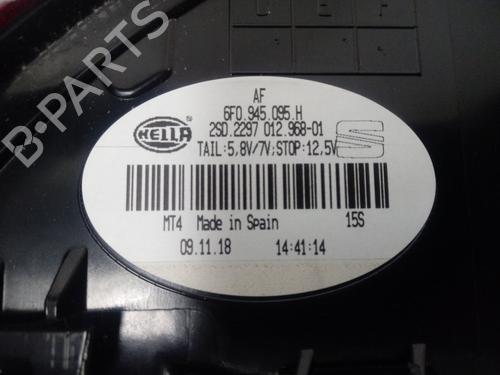 B-PARTS
AF
6F0.945.095.H
HELLA
2SD.2297 012.968-01
TAIL:5,8V/7V;STOP:12,5V
MT4 Made in Spain 15S
09.11.18 14:41:14